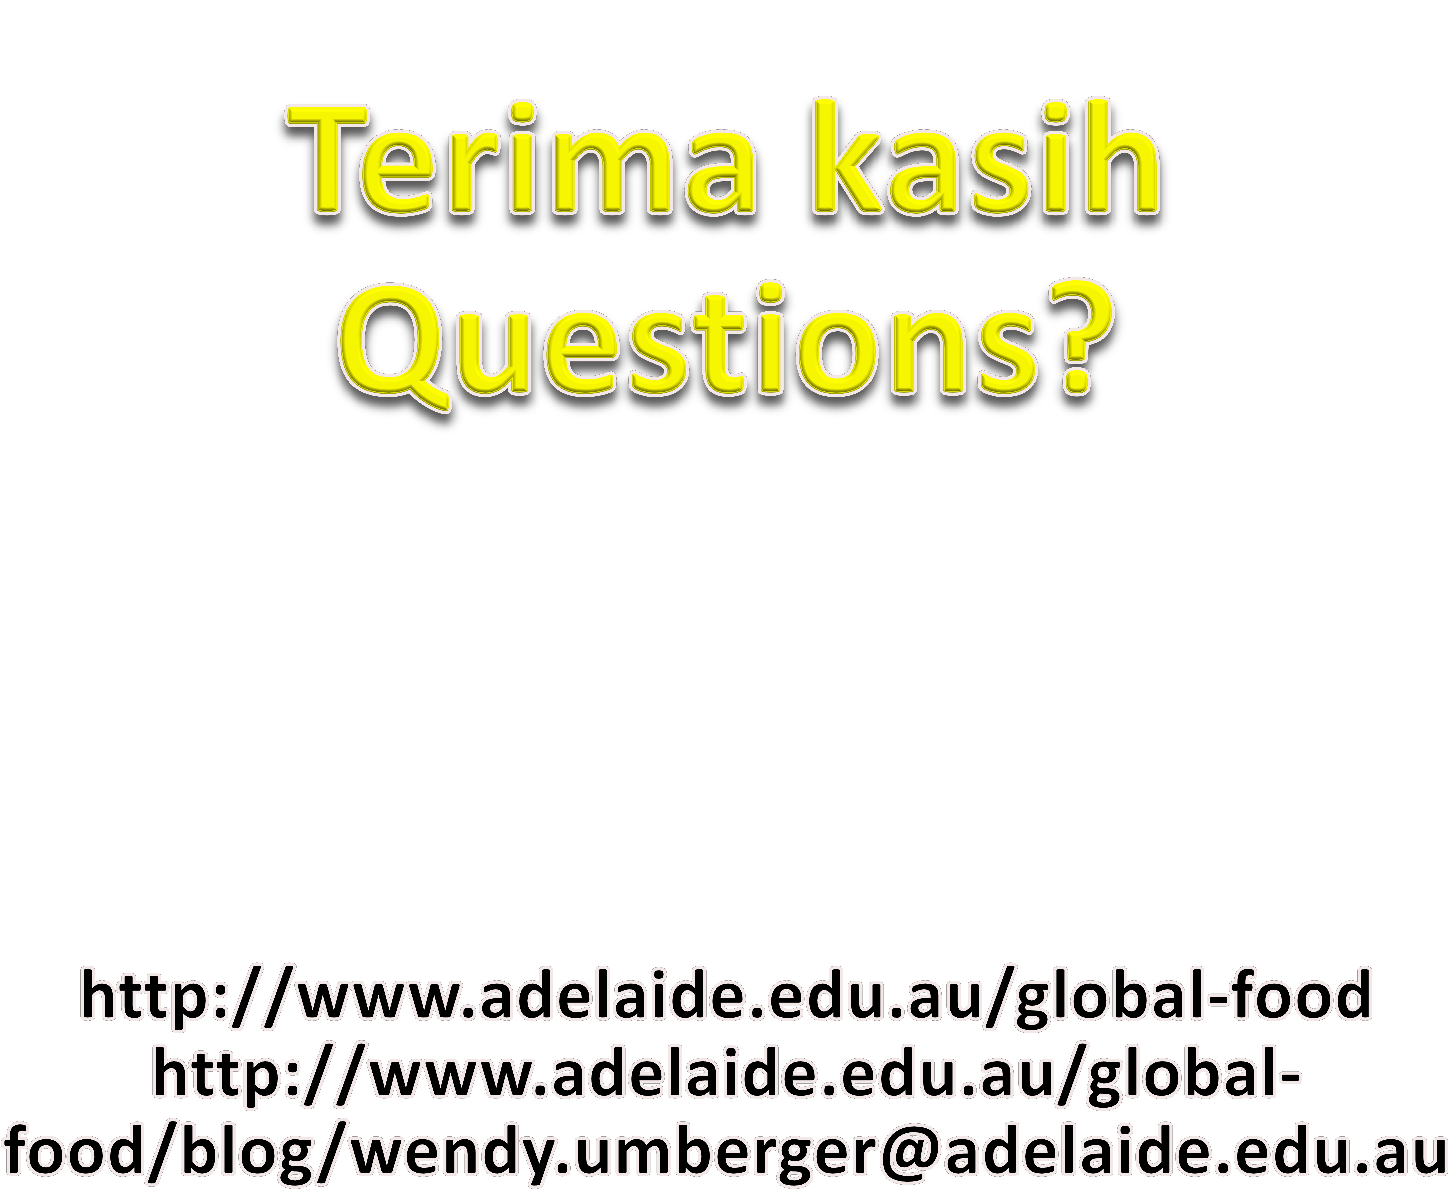 Terima kasih
Questions?
http://www.adelaide.edu.au/global-food
http://www.adelaide.edu.au/global-
food/blog/wendy.umberger@adelaide.edu.au